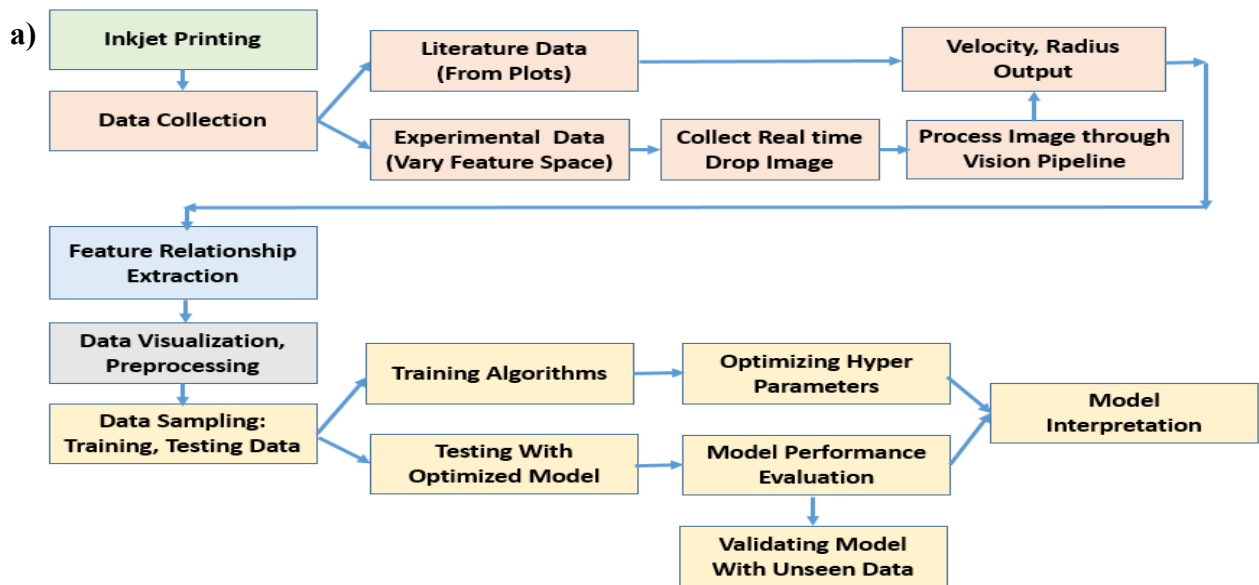 a)
Inkjet Printing
Data Collection
Literature Data
(From Plots)
Experimental Data
(Vary Feature Space)
Collect Real time
Drop Image
Process Image through
Vision Pipeline
Velocity, Radius
Output
Feature Relationship
Extraction
Data Visualization,
Preprocessing
Data Sampling:
Training, Testing Data
Training Algorithms
Optimizing Hyper
Parameters
Testing With
Optimized Model
Model Performance
Evaluation
Model
Interpretation
Validating Model
With Unseen Data